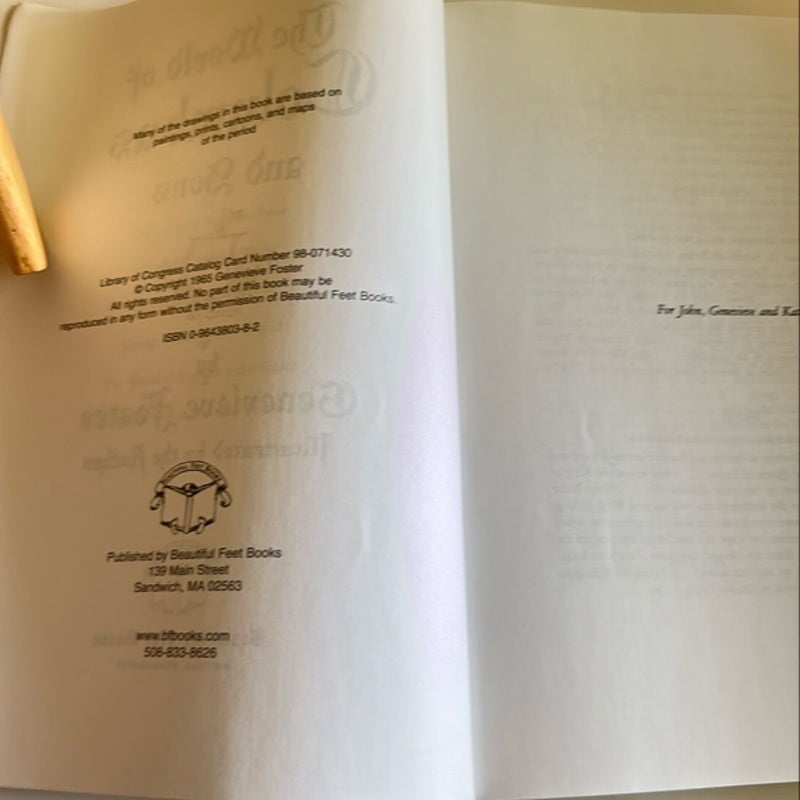 Many of the drawings in this book are based on
paintings, prints, cartoons, and maps
of the period
Library of Congress Catalog Card Number 98-071430
© Copyright 1965 Genevieve Foster
All rights reserved. No part of this book may be
reproduced in any form without the permission of Beautiful Feet Books.
ISBN 0-9643803-8-2
Beautiful Feet Books
Published by Beautiful Feet Books
139 Main Street
Sandwich, MA 02563
www.bfbooks.com
508-833-8626
For John, Genevieve and Kat